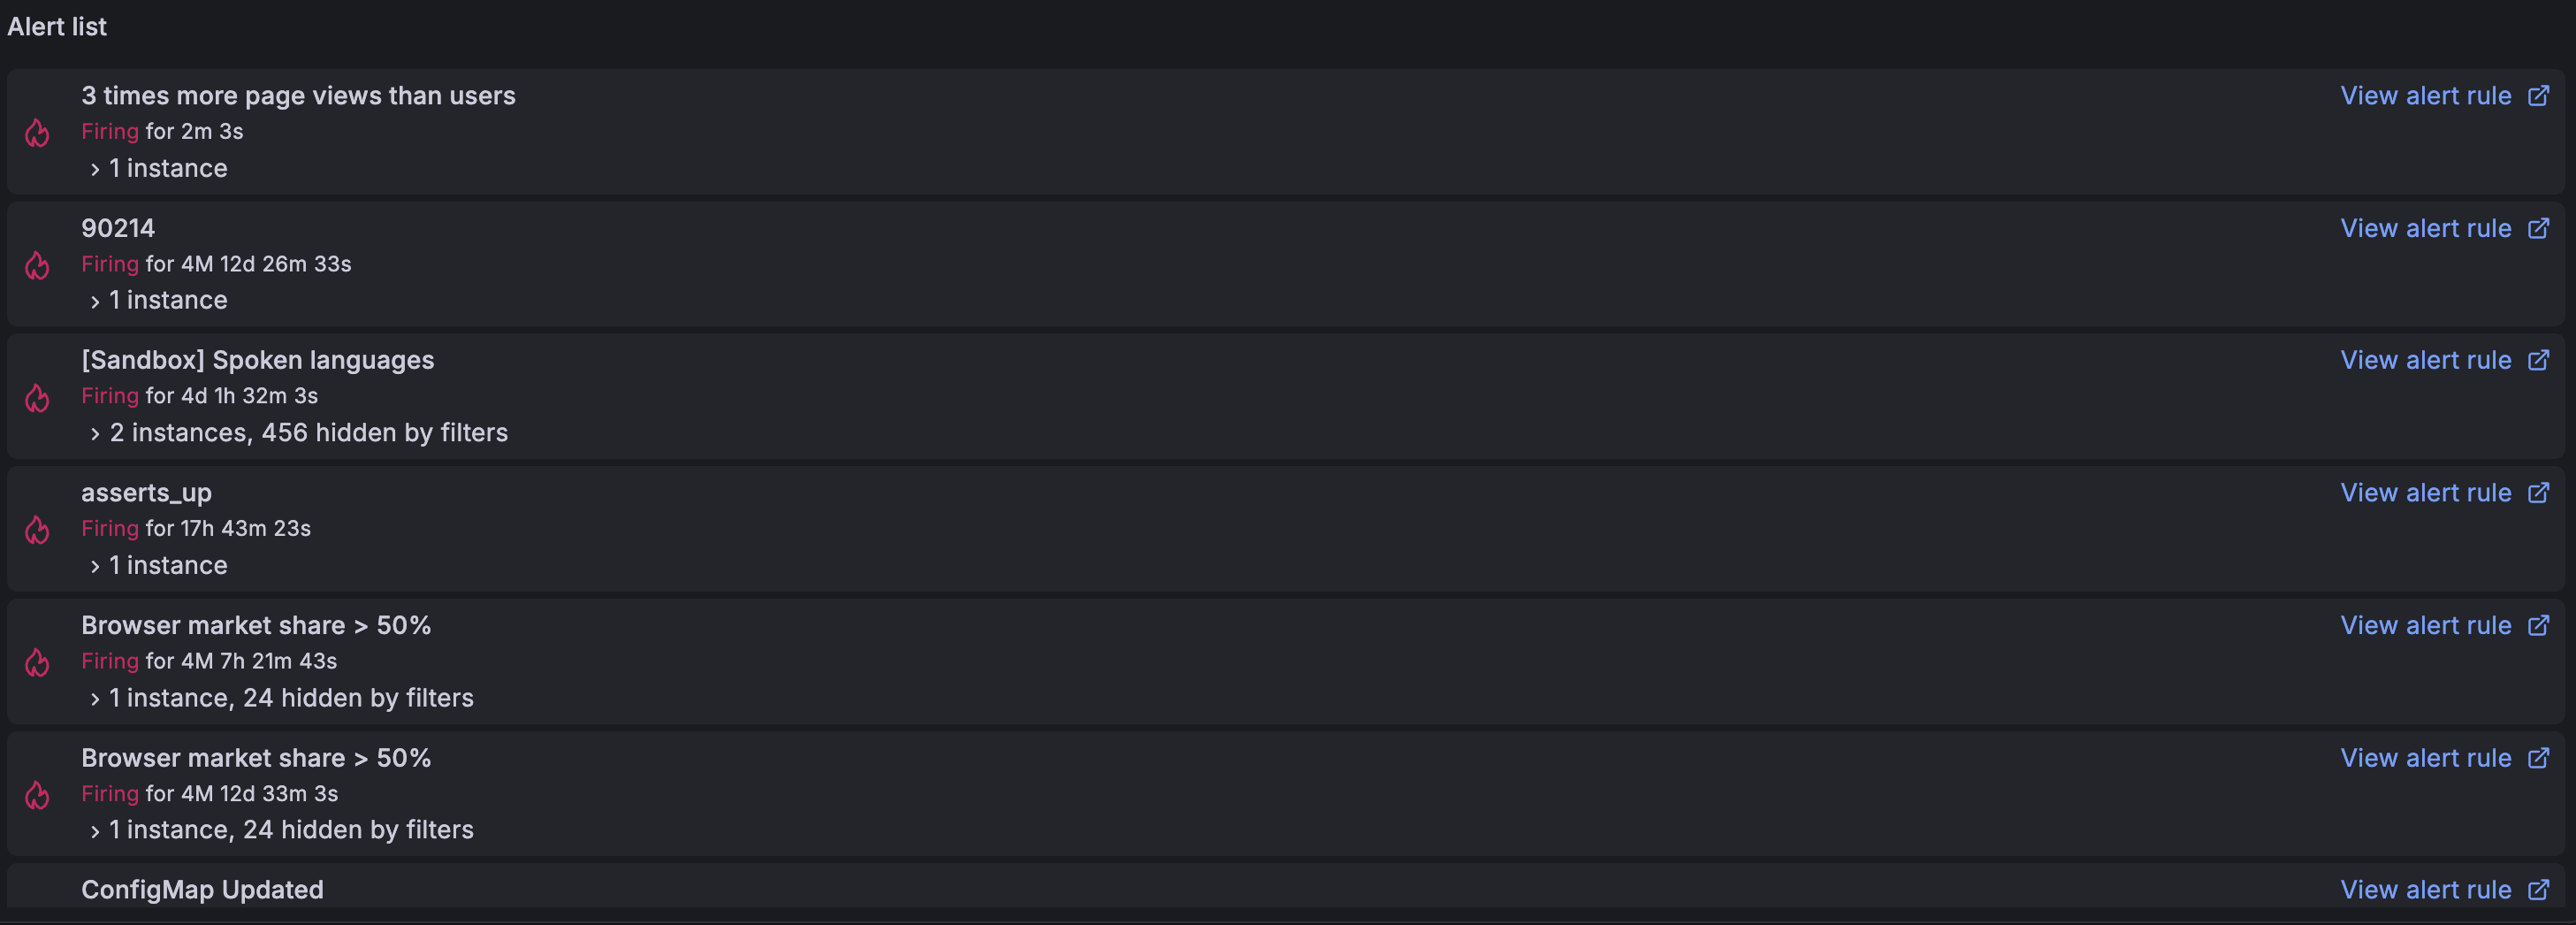 Alert list
3 times more page views than users
View alert rule
Firing for 2m 3s
1 instance
90214
View alert rule
Firing for 4M 12d 26m 33s
1 instance
[Sandbox] Spoken languages
View alert rule
Firing for 4d 1h 32m 3s
2 instances, 456 hidden by filters
asserts_up
View alert rule
Firing for 17h 43m 23s
1 instance
Browser market share > 50%
View alert rule
Firing for 4M 7h 21m 43s
1 instance, 24 hidden by filters
Browser market share > 50%
View alert rule
Firing for 4M 12d 33m 3s
1 instance, 24 hidden by filters
ConfigMap Updated
View alert rule